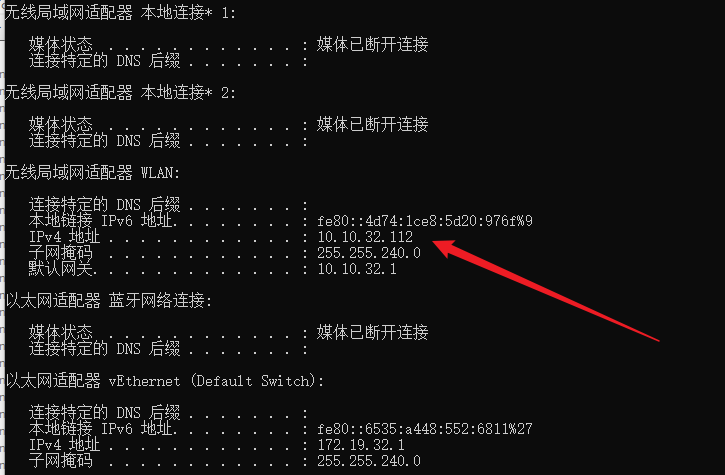 无线局域网适配器 本地连接* 1:
媒体状态 . . . . . . . . . . . . : 媒体已断开连接
连接特定的 DNS 后缀 . . . . . . . :
无线局域网适配器 本地连接* 2:
媒体状态 . . . . . . . . . . . . : 媒体已断开连接
连接特定的 DNS 后缀 . . . . . . . :
无线局域网适配器 WLAN:
连接特定的 DNS 后缀 . . . . . . . :
本地链接 IPv6 地址. . . . . . . . : fe80::4d74:1ce8:5d20:976f%9
IPv4 地址 . . . . . . . . . . . . : 10.10.32.112
子网掩码 . . . . . . . . . . . . : 255.255.240.0
默认网关. . . . . . . . . . . . . : 10.10.32.1
以太网适配器 蓝牙网络连接:
媒体状态 . . . . . . . . . . . . : 媒体已断开连接
连接特定的 DNS 后缀 . . . . . . . :
以太网适配器 vEthernet (Default Switch):
连接特定的 DNS 后缀 . . . . . . . :
本地链接 IPv6 地址. . . . . . . . : fe80::6535:a448:552:6811%27
IPv4 地址 . . . . . . . . . . . . : 172.19.32.1
子网掩码 . . . . . . . . . . . . : 255.255.240.0